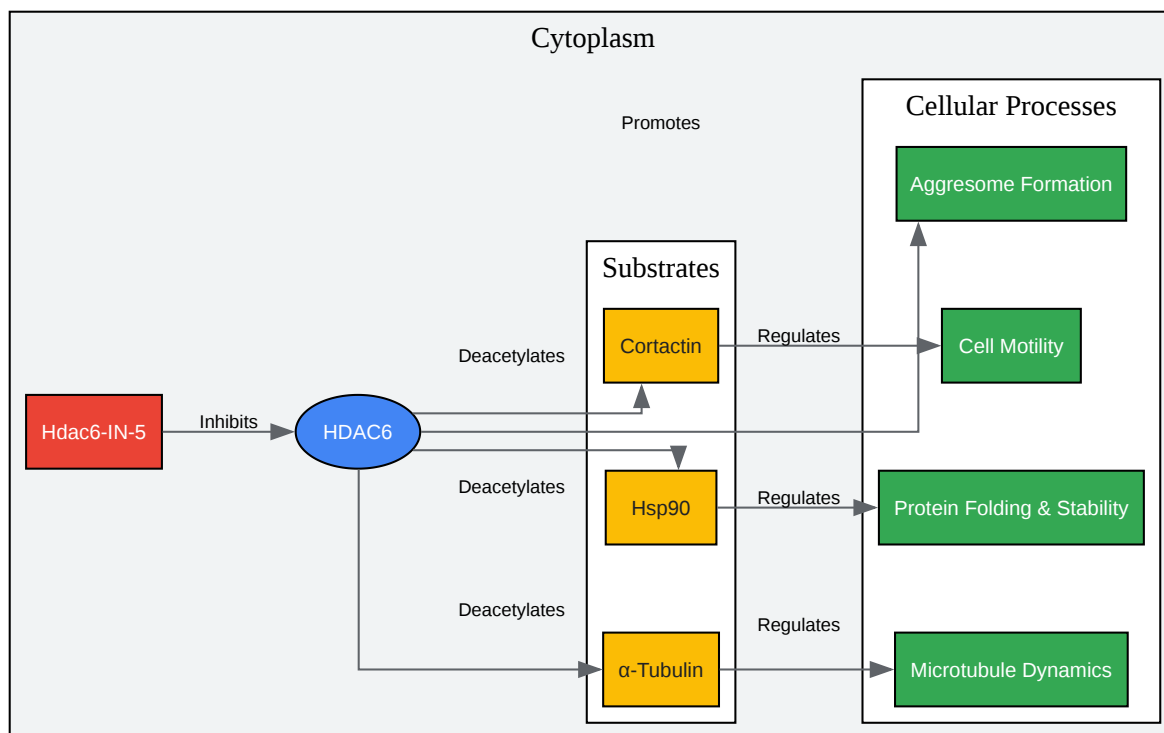 Cytoplasm
Cellular Processes
Promotes
Aggresome Formation
Substrates
Cortactin
Regulates
Cell Motility
Deacetylates
Hdac6-IN-5
Inhibits
HDAC6
Deacetylates
Hsp90
Regulates
Protein Folding & Stability
Deacetylates
α-Tubulin
Regulates
Microtubule Dynamics